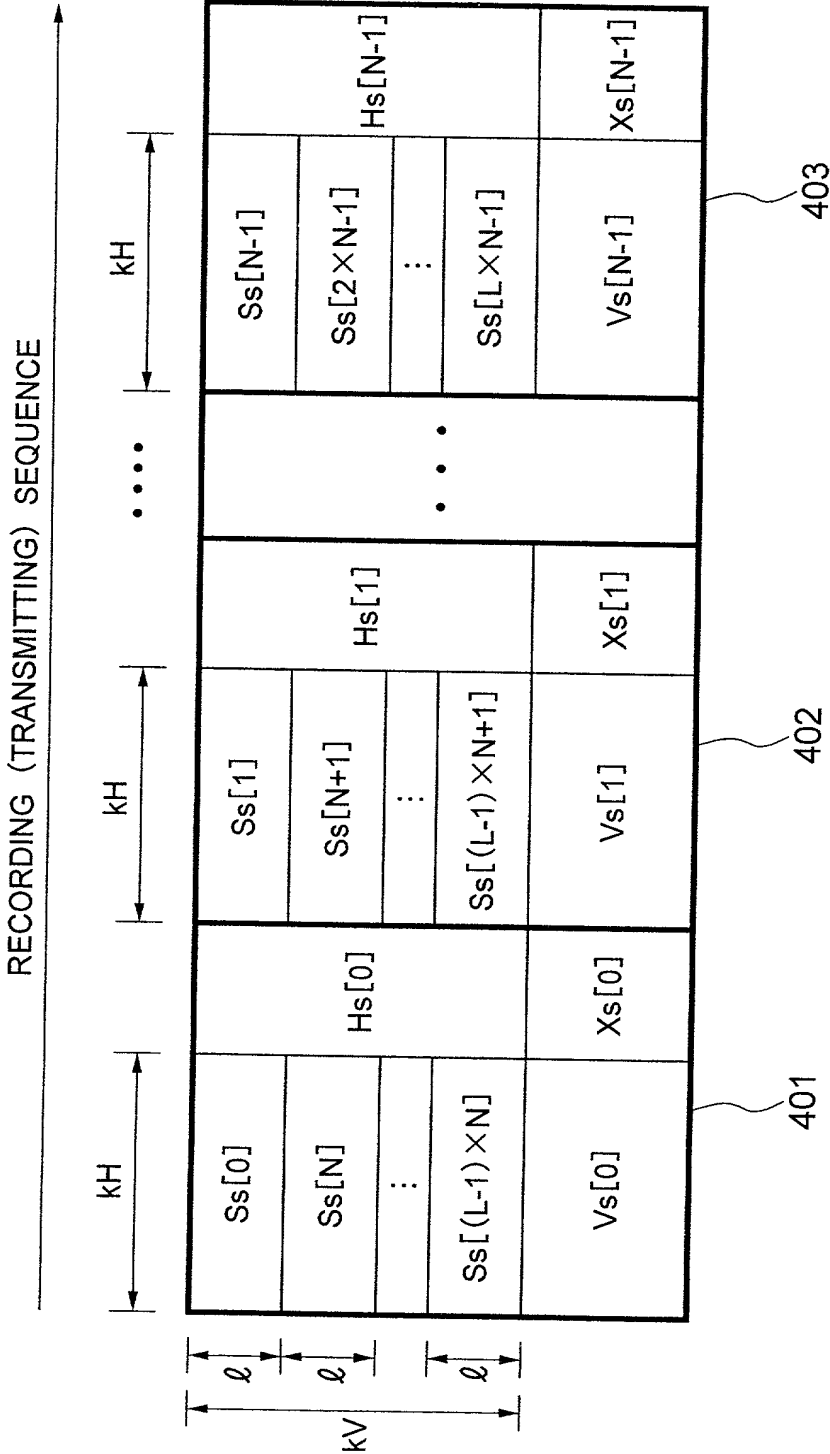 RECORDING (TRANSMITTING) SEQUENCE
kH
kH
••••
kH
kV
ℓ
ℓ
ℓ
Ss[0]
Ss[N]
⋮
Ss[(L-1)×N]
Vs[0]
Hs[0]
Xs[0]
Ss[1]
Ss[N+1]
⋮
Ss[(L-1)×N+1]
Vs[1]
Hs[1]
Xs[1]
• • •
Ss[N-1]
Ss[2×N-1]
⋮
Ss[L×N-1]
Vs[N-1]
Hs[N-1]
Xs[N-1]
401
402
403